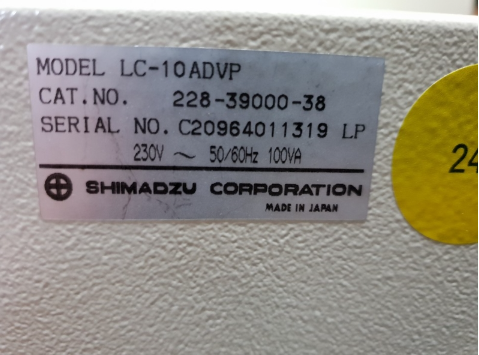 MODEL LC-10ADVP
CAT.NO. 228-39000-38
SERIAL NO. C20964011319 LP
230V ~ 50/60Hz 100VA
SHIMADZU CORPORATION
MADE IN JAPAN
24